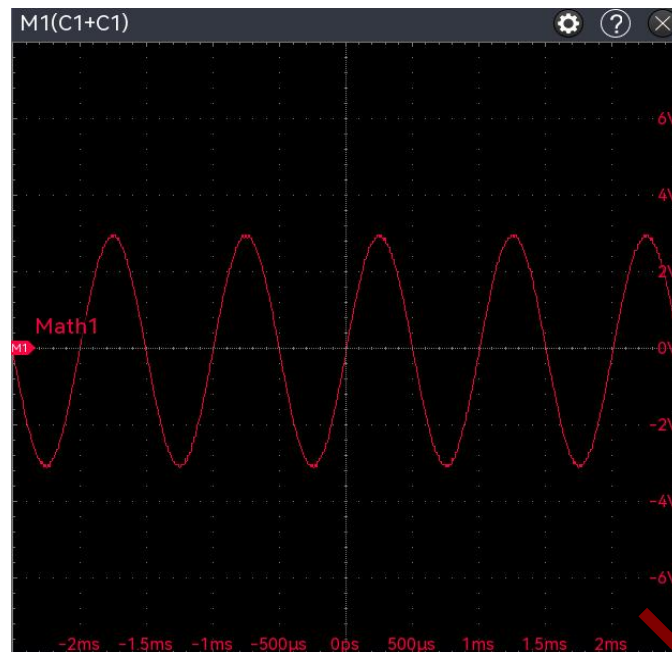 M1(C1+C1)
6V
4V
2V
Math1
M1
0V
-2V
-4V
-6V
-2ms -1.5ms -1ms -500µs 0ps 500µs 1ms 1.5ms 2ms